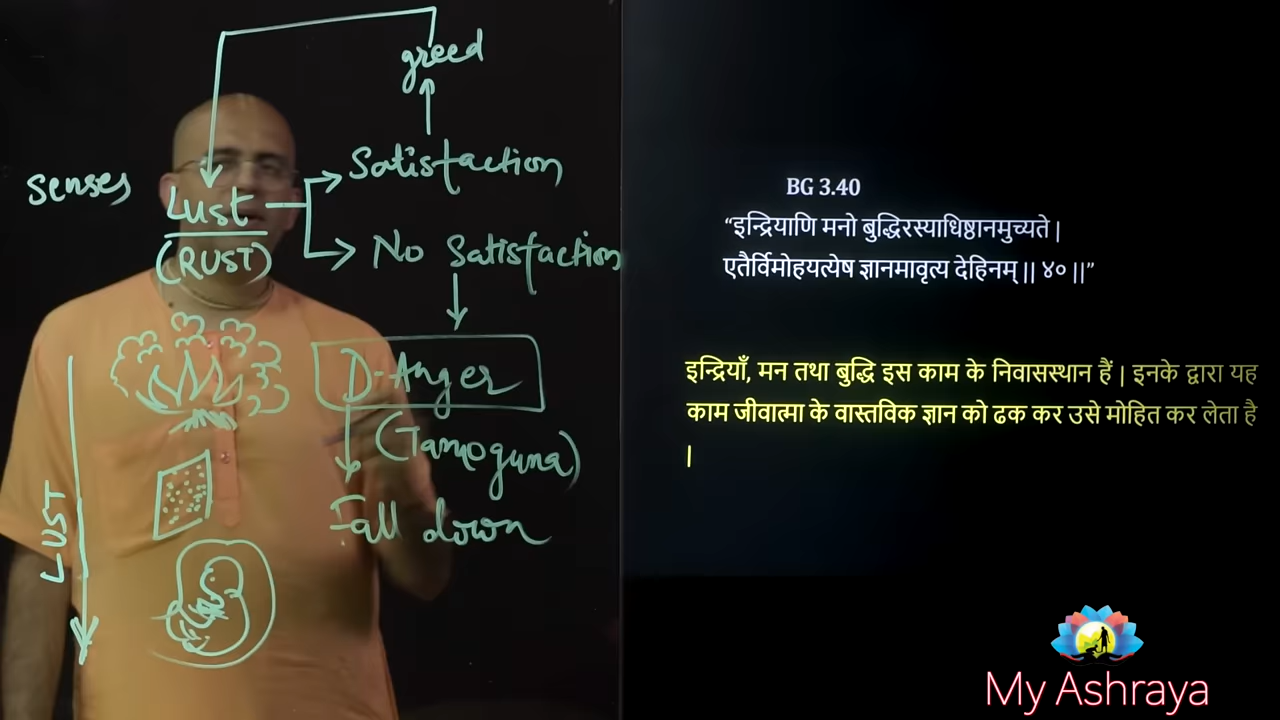 greed
Satisfaction
Senses
Lust
(RUST)
No Satisfaction
D-Anger
(Tamoguna)
Fall down
LUST
BG 3.40
“इन्द्रियाणि मनो बुद्धिरस्याधिष्ठानमुच्यते |
एतैर्विमोहयत्येष ज्ञानमावृत्य देहिनम् || ४० ||”
इन्द्रियाँ, मन तथा बुद्धि इस काम के निवासस्थान हैं | इनके द्वारा यह
काम जीवात्मा के वास्तविक ज्ञान को ढक कर उसे मोहित कर लेता है
|
My Ashraya